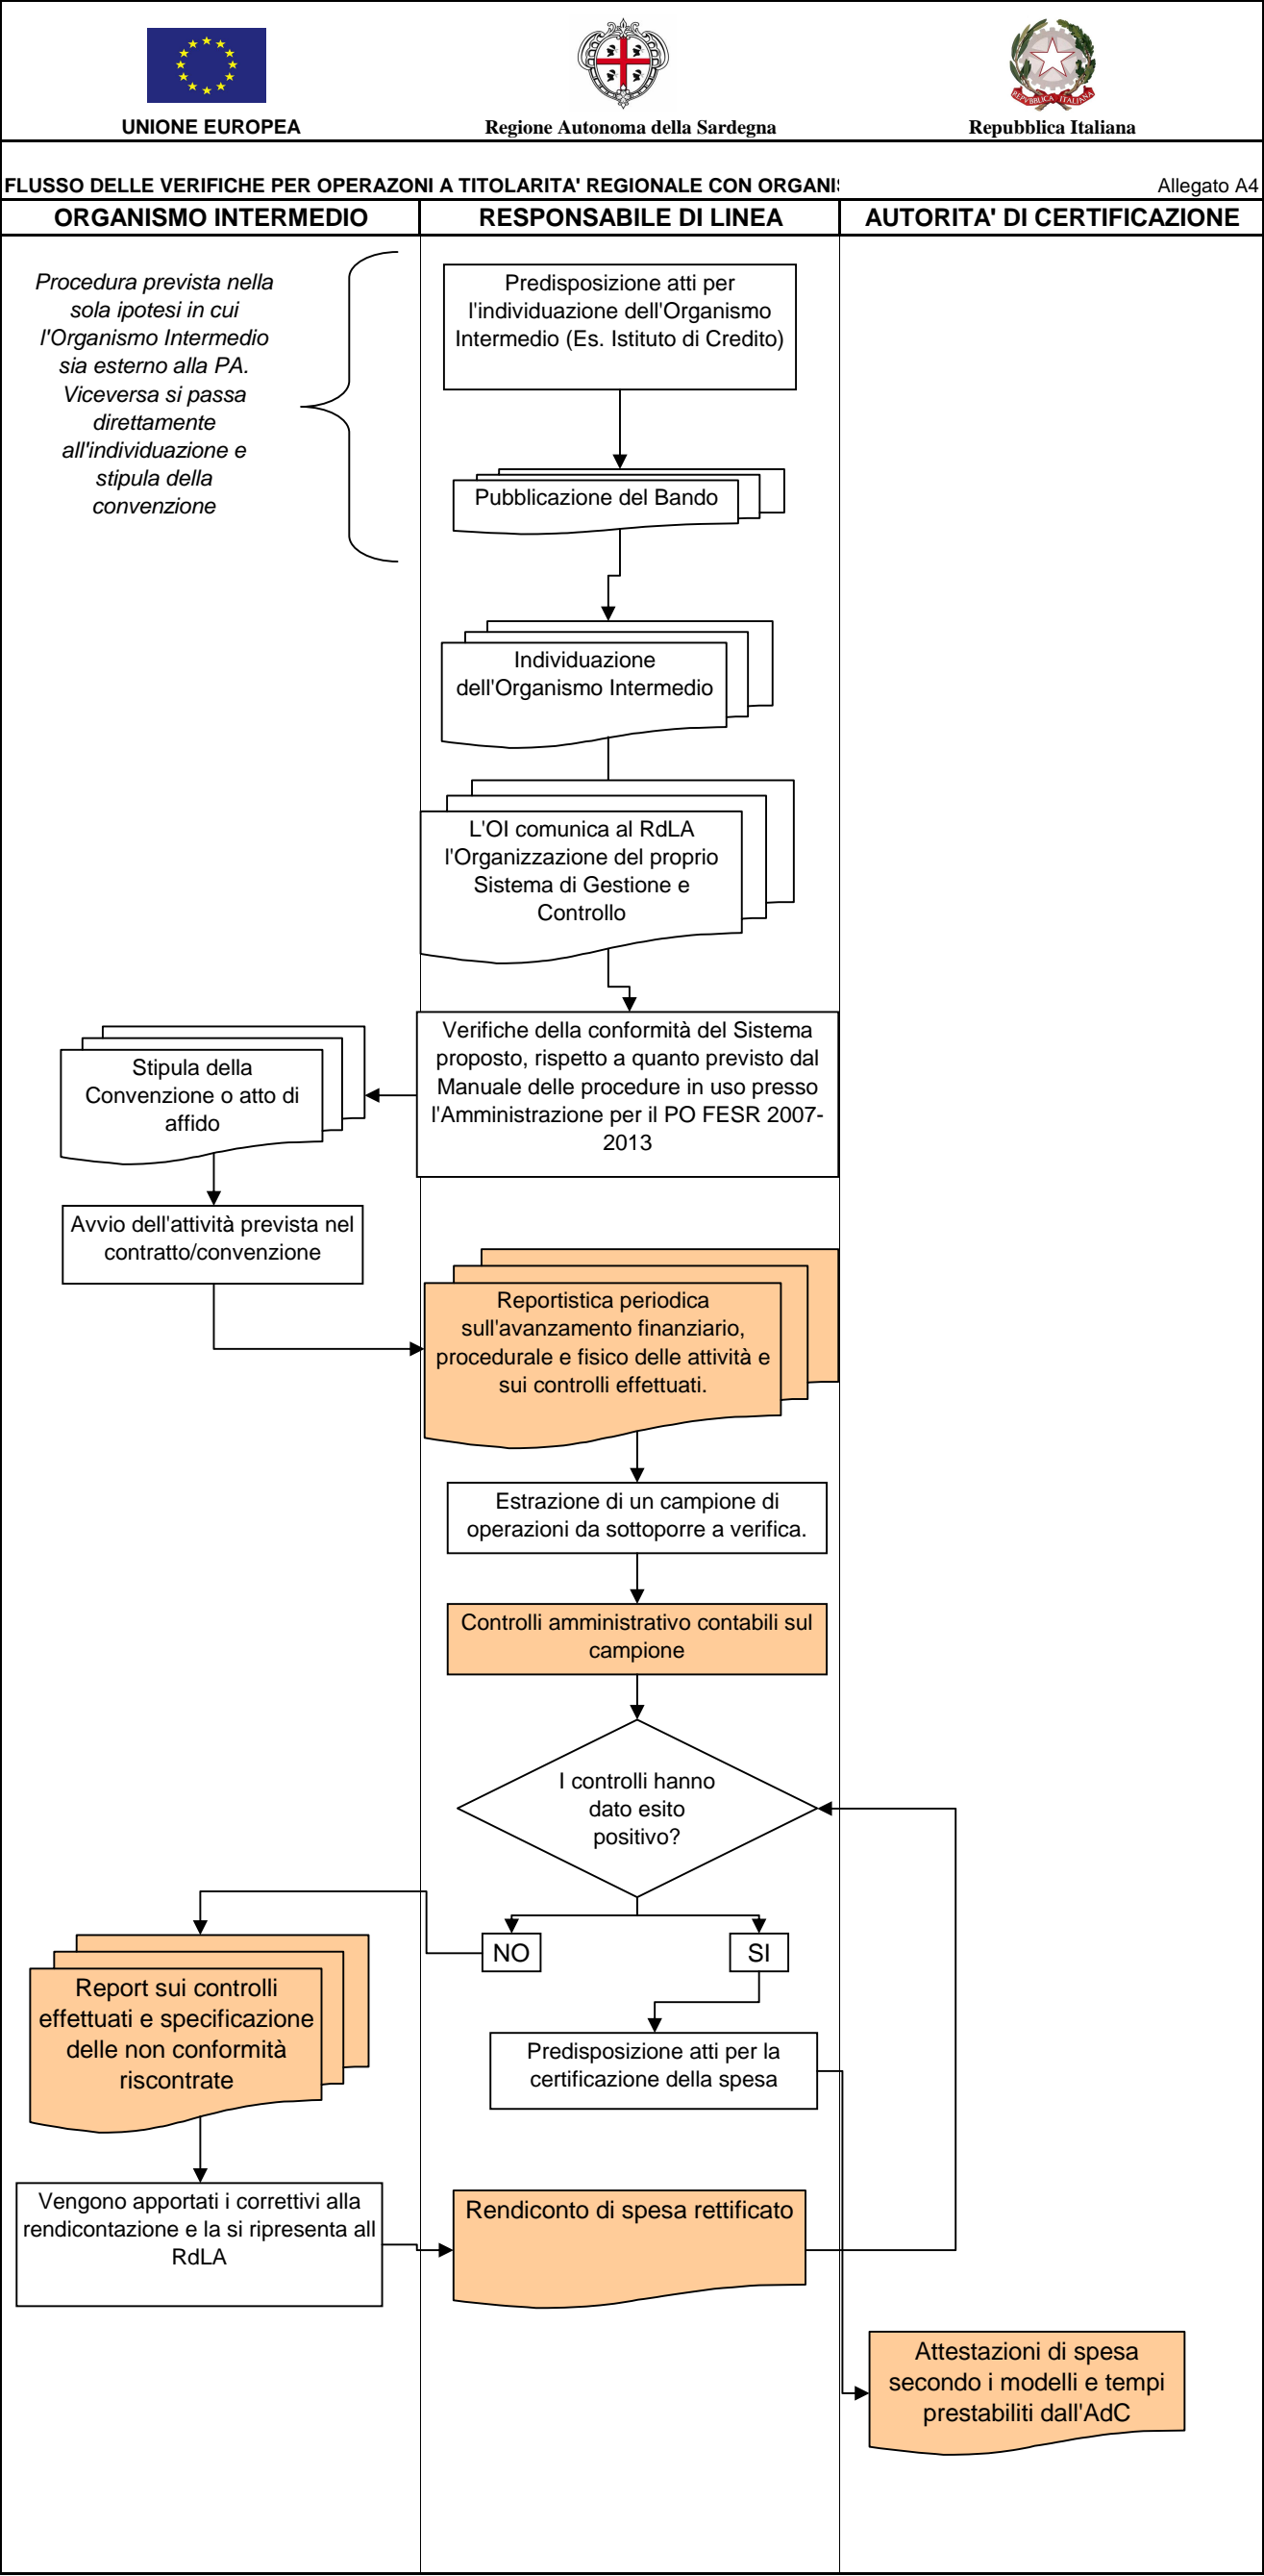 REPVBBLICA ITALIANA
UNIONE EUROPEA
Regione Autonoma della Sardegna
Repubblica Italiana
FLUSSO DELLE VERIFICHE PER OPERAZONI A TITOLARITA' REGIONALE CON ORGANI
Allegato A4
ORGANISMO INTERMEDIO
RESPONSABILE DI LINEA
AUTORITA' DI CERTIFICAZIONE
Procedura prevista nella
sola ipotesi in cui
l'Organismo Intermedio
sia esterno alla PA.
Viceversa si passa
direttamente
all'individuazione e
stipula della
convenzione
Predisposizione atti per
l'individuazione dell'Organismo
Intermedio (Es. Istituto di Credito)
Pubblicazione del Bando
Individuazione
dell'Organismo Intermedio
L'OI comunica al RdLA
l'Organizzazione del proprio
Sistema di Gestione e
Controllo
Verifiche della conformità del Sistema
proposto, rispetto a quanto previsto dal
Manuale delle procedure in uso presso
l'Amministrazione per il PO FESR 2007-
2013
Stipula della
Convenzione o atto di
affido
Avvio dell'attività prevista nel
contratto/convenzione
Reportistica periodica
sull'avanzamento finanziario,
procedurale e fisico delle attività e
sui controlli effettuati.
Estrazione di un campione di
operazioni da sottoporre a verifica.
Controlli amministrativo contabili sul
campione
I controlli hanno
dato esito
positivo?
NO
SI
Report sui controlli
effettuati e specificazione
delle non conformità
riscontrate
Predisposizione atti per la
certificazione della spesa
Vengono apportati i correttivi alla
rendicontazione e la si ripresenta all
RdLA
Rendiconto di spesa rettificato
Attestazioni di spesa
secondo i modelli e tempi
prestabiliti dall'AdC